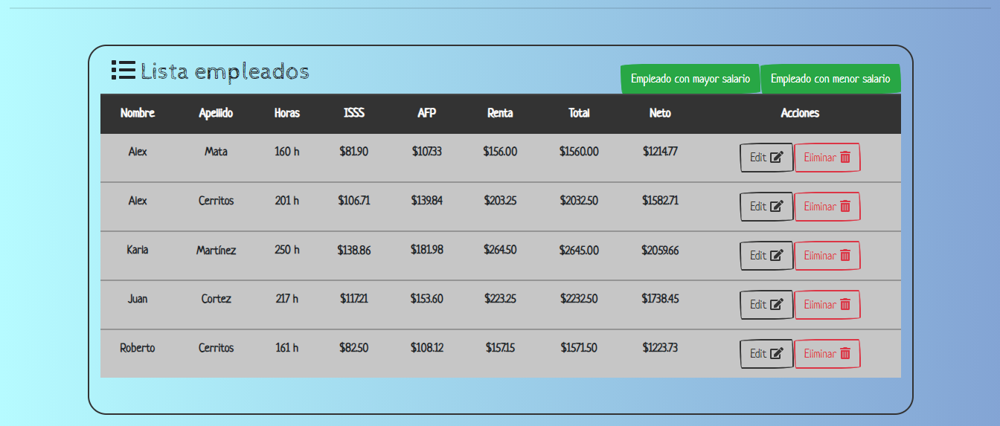 Lista empleados
Empleado con mayor salario Empleado con menor salario
Nombre Apellido Horas ISSS AFP Renta Total Neto Acciones
Alex Mata 160 h $81.90 $107.33 $156.00 $1560.00 $1214.77 Edit Eliminar
Alex Cerritos 201 h $106.71 $139.84 $203.25 $2032.50 $1582.71 Edit Eliminar
Karla Martínez 250 h $138.86 $181.98 $264.50 $2645.00 $2059.66 Edit Eliminar
Juan Cortez 217 h $117.21 $153.60 $223.25 $2232.50 $1738.45 Edit Eliminar
Roberto Cerritos 161 h $82.50 $108.12 $157.15 $1571.50 $1223.73 Edit Eliminar